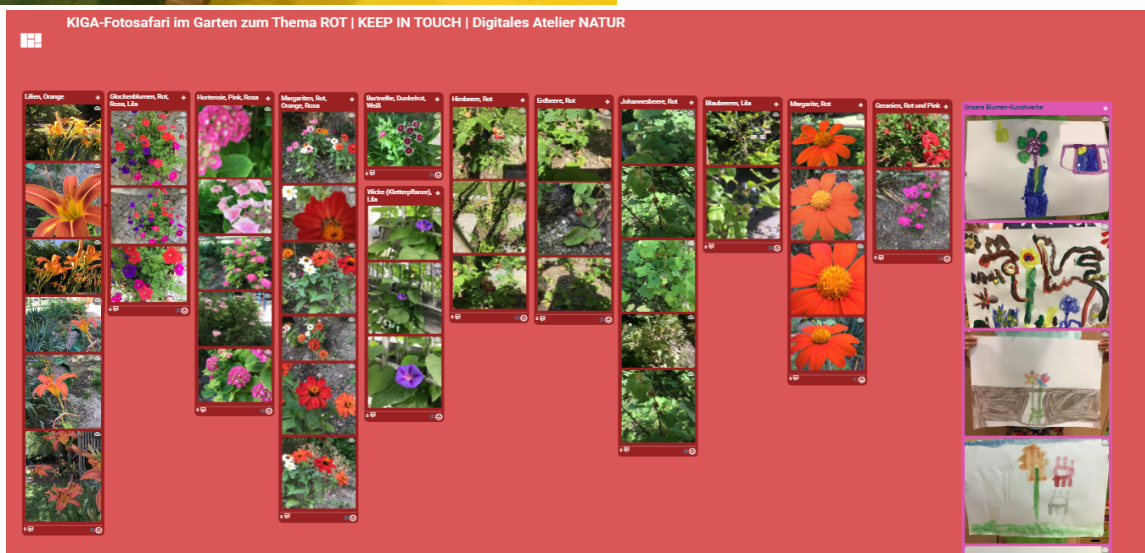 KIGA-Fotosafari im Garten zum Thema ROT | KEEP IN TOUCH | Digitales Atelier NATUR
Lilien, Orange
Glockenblumen, Rot,
Rosa, Lila
Hortensie, Pink, Rosa
Margariten, Rot,
Orange, Rosa
Bartnelke, Dunkelrot,
Weiß
Wicke (Kletterpflanze),
Lila
Himbeere, Rot
Erdbeere, Rot
Johannesbeere, Rot
Blaubeeren, Lila
Margarite, Rot
Geranien, Rot und Pink
Unsere Blumen-Kunstwerke